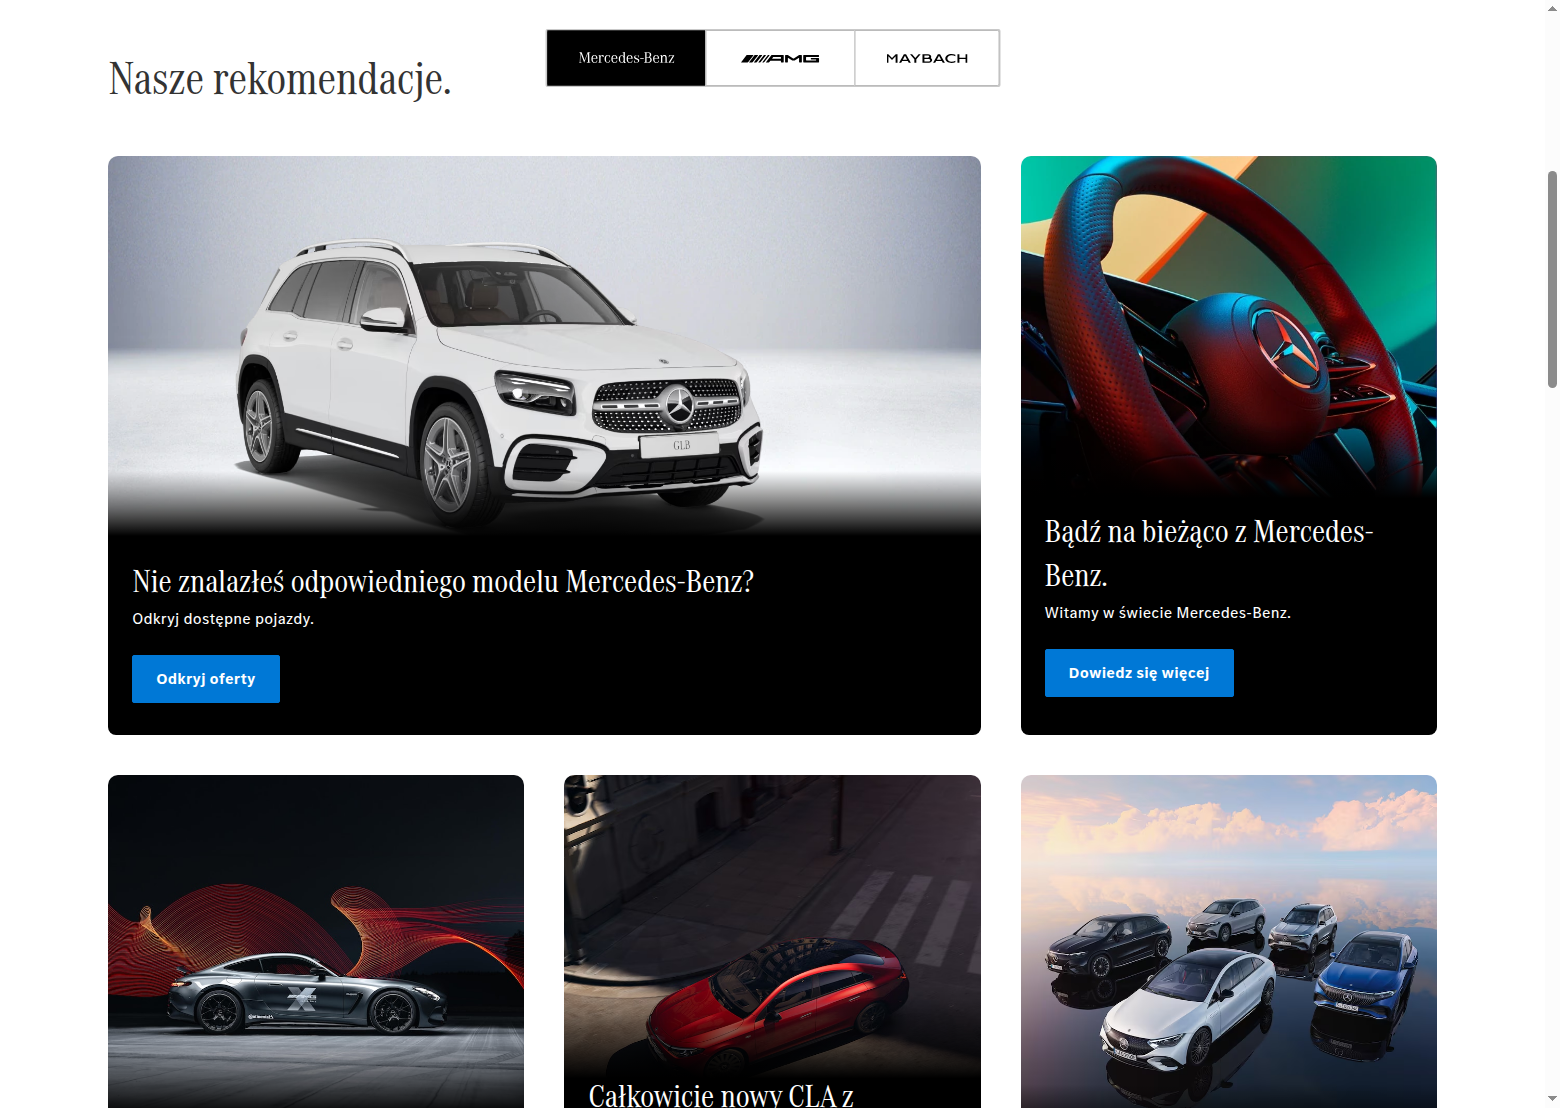 Nasze rekomendacje.
Mercedes-Benz
AMG
MAYBACH
GLB
Nie znalazłeś odpowiedniego modelu Mercedes-Benz?
Odkryj dostępne pojazdy.
Odkryj oferty
Bądź na bieżąco z Mercedes-
Benz.
Witamy w świecie Mercedes-Benz.
Dowiedz się więcej
X
Całkowicie nowy CLA z